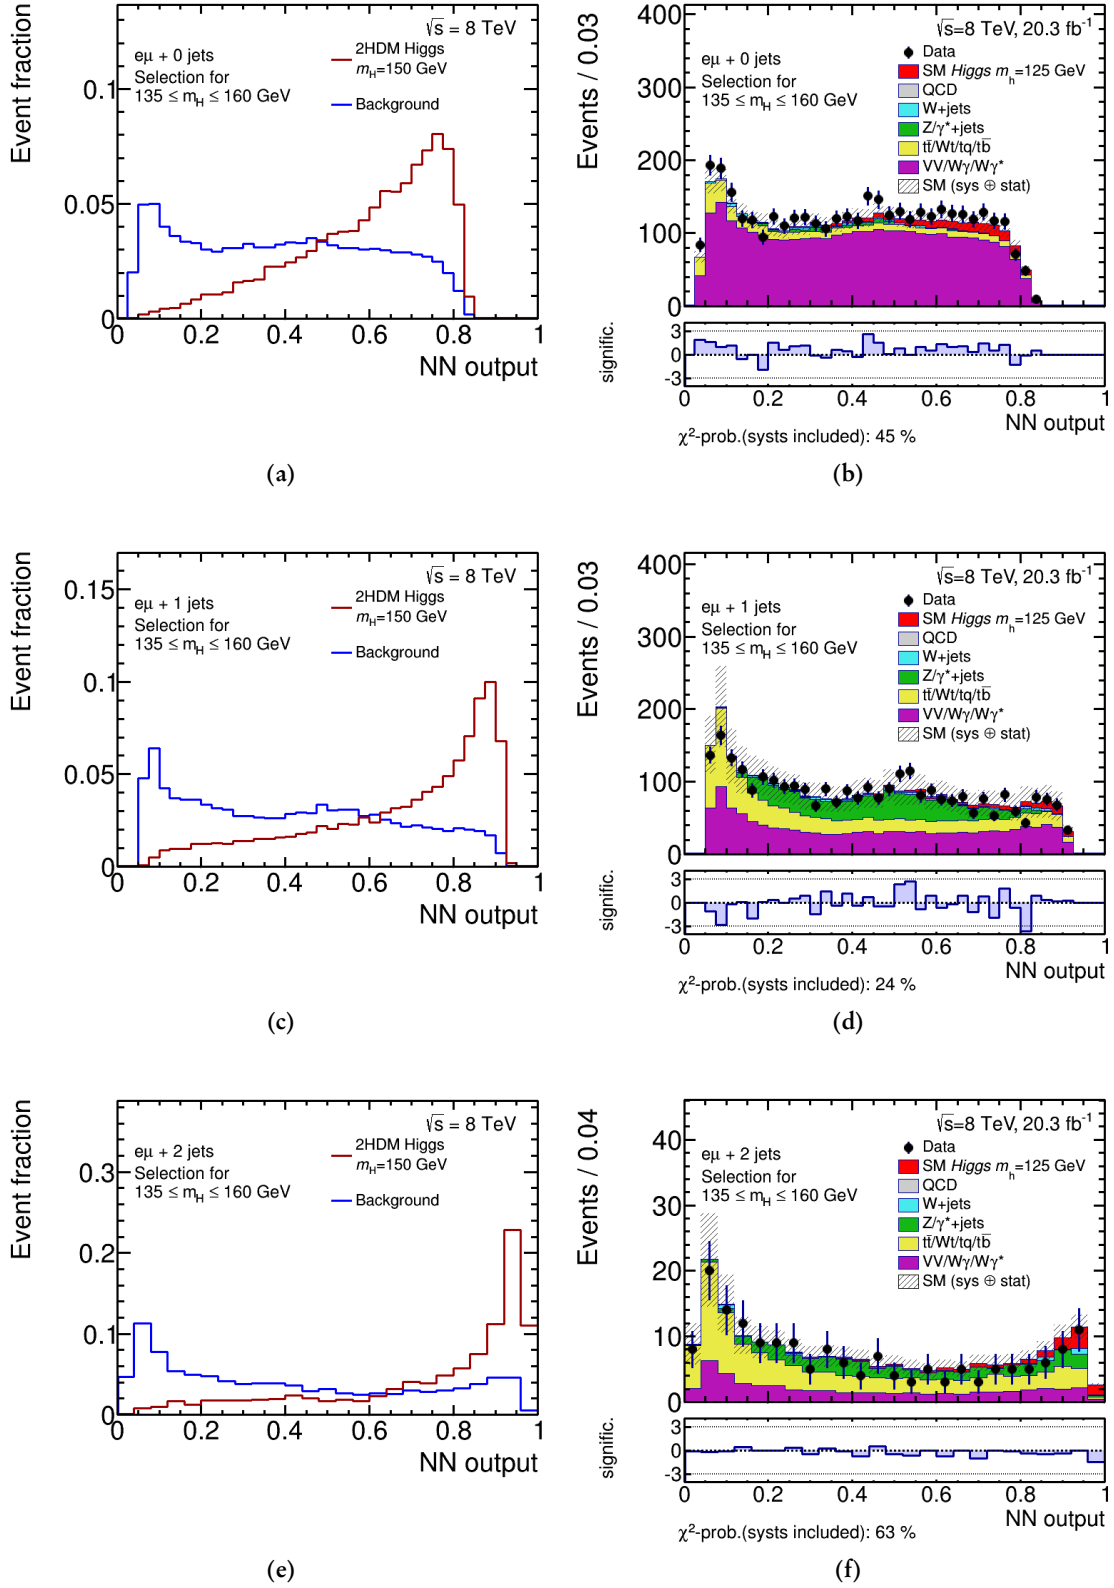 Event fraction
√s = 8 TeV
eμ + 0 jets
Selection for
135 ≤ m_H ≤ 160 GeV
2HDM Higgs
m_H=150 GeV
Background
0.1
0.05
0
0 0.2 0.4 0.6 0.8 1
NN output
(a)
Events / 0.03
√s=8 TeV, 20.3 fb⁻¹
eμ + 0 jets
Selection for
135 ≤ m_H ≤ 160 GeV
Data
SM Higgs m_h=125 GeV
QCD
W+jets
Z/γ*+jets
tt̄/Wt/tq/tb̄
VV/Wγ/Wγ*
SM (sys ⊕ stat)
400
300
200
100
0
signific.
3
0
-3
0 0.2 0.4 0.6 0.8 1
NN output
χ²-prob.(systs included): 45 %
(b)
Event fraction
√s = 8 TeV
eμ + 1 jets
Selection for
135 ≤ m_H ≤ 160 GeV
2HDM Higgs
m_H=150 GeV
Background
0.15
0.1
0.05
0
0 0.2 0.4 0.6 0.8 1
NN output
(c)
Events / 0.03
√s=8 TeV, 20.3 fb⁻¹
eμ + 1 jets
Selection for
135 ≤ m_H ≤ 160 GeV
Data
SM Higgs m_h=125 GeV
QCD
W+jets
Z/γ*+jets
tt̄/Wt/tq/tb̄
VV/Wγ/Wγ*
SM (sys ⊕ stat)
400
300
200
100
0
signific.
3
0
-3
0 0.2 0.4 0.6 0.8 1
NN output
χ²-prob.(systs included): 24 %
(d)
Event fraction
√s = 8 TeV
eμ + 2 jets
Selection for
135 ≤ m_H ≤ 160 GeV
2HDM Higgs
m_H=150 GeV
Background
0.3
0.2
0.1
0
0 0.2 0.4 0.6 0.8 1
NN output
(e)
Events / 0.04
√s=8 TeV, 20.3 fb⁻¹
eμ + 2 jets
Selection for
135 ≤ m_H ≤ 160 GeV
Data
SM Higgs m_h=125 GeV
QCD
W+jets
Z/γ*+jets
tt̄/Wt/tq/tb̄
VV/Wγ/Wγ*
SM (sys ⊕ stat)
40
30
20
10
0
signific.
3
0
-3
0 0.2 0.4 0.6 0.8 1
NN output
χ²-prob.(systs included): 63 %
(f)